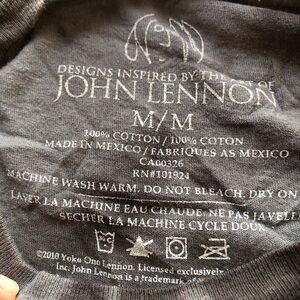 DESIGNS INSPIRED BY THE ART OF
JOHN LENNON
M/M
100% COTTON / 100% COTON
MADE IN MEXICO / FABRIQUES AS MEXICO
CA00326
RN#101924
MACHINE WASH WARM. DO NOT BLEACH. DRY ON
LAVER LA MACHINE EAU CHAUDE. NE PAS JAVELL
SECHER LA MACHINE CYCLE DOUX
©2010 Yoko Ono Lennon. Licensed exclusively
Inc. John Lennon is a trademark of